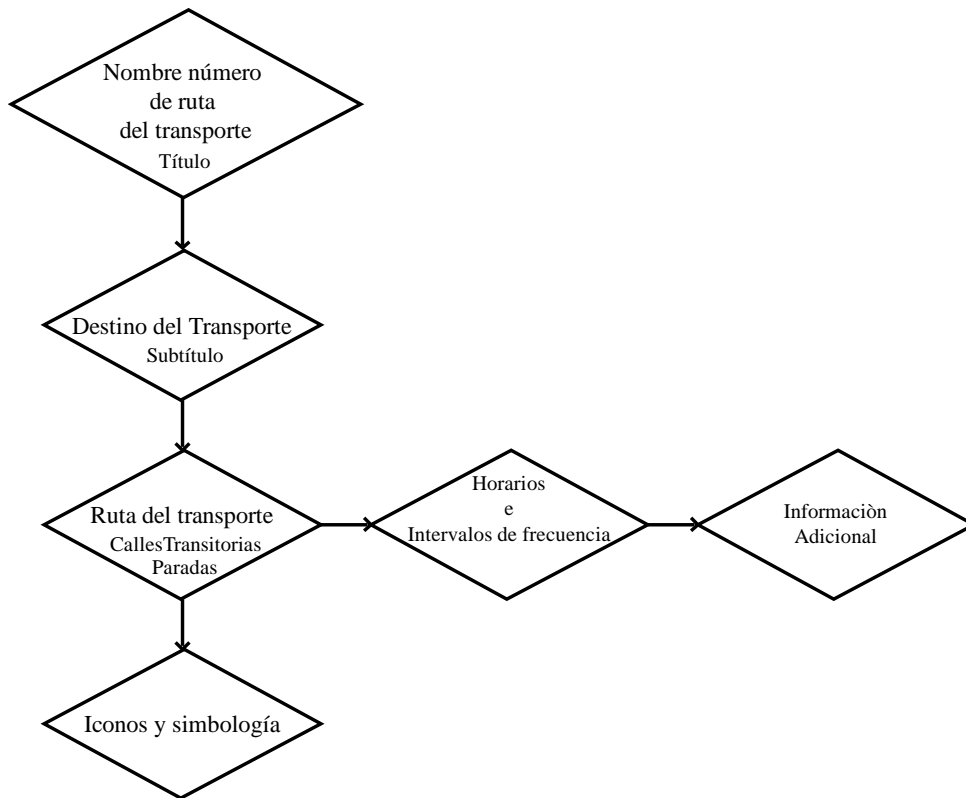 Nombre número
de ruta
del transporte
Título
Destino del Transporte
Subtítulo
Ruta del transporte
CallesTransitorias
Paradas
Horarios
e
Intervalos de frecuencia
Informaciòn
Adicional
Iconos y simbología